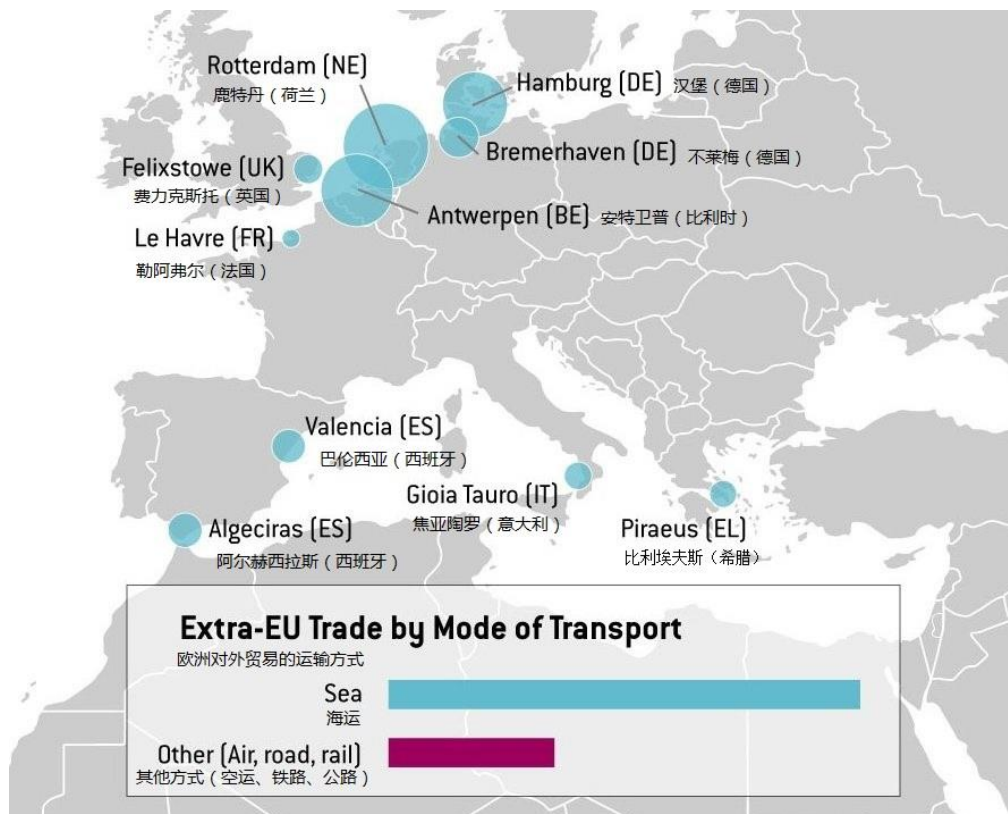 Rotterdam (NE)
鹿特丹（荷兰）
Hamburg (DE) 汉堡（德国）
Bremerhaven (DE) 不莱梅（德国）
Felixstowe (UK)
费力克斯托（英国）
Antwerpen (BE) 安特卫普（比利时）
Le Havre (FR)
勒阿弗尔（法国）
Valencia (ES)
巴伦西亚（西班牙）
Gioia Tauro (IT)
焦亚陶罗（意大利）
Algeciras (ES)
阿尔赫西拉斯（西班牙）
Piraeus (EL)
比利埃夫斯（希腊）
Extra-EU Trade by Mode of Transport
欧洲对外贸易的运输方式
Sea
海运
Other (Air, road, rail)
其他方式（空运、铁路、公路）